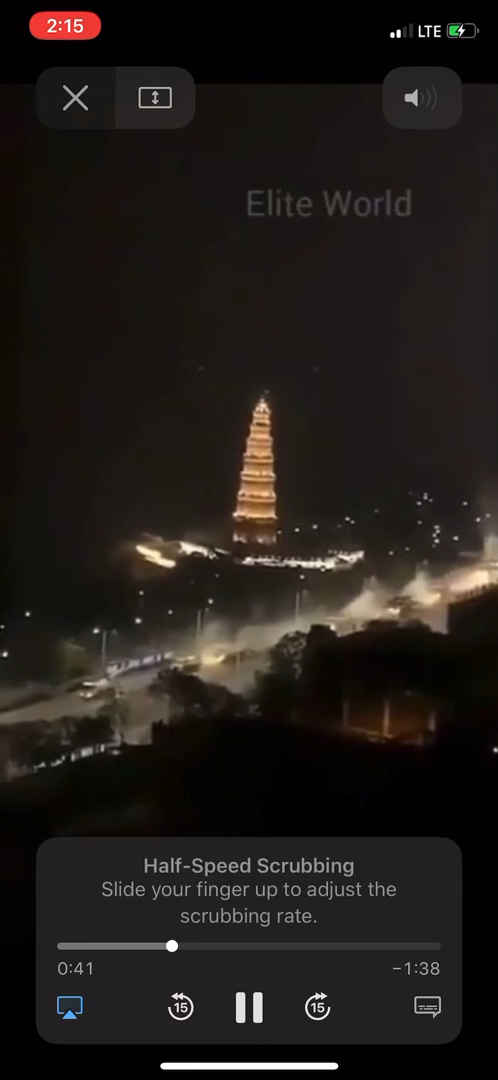 2:15
LTE
Elite World
Half-Speed Scrubbing
Slide your finger up to adjust the
scrubbing rate.
0:41
−1:38
15
15